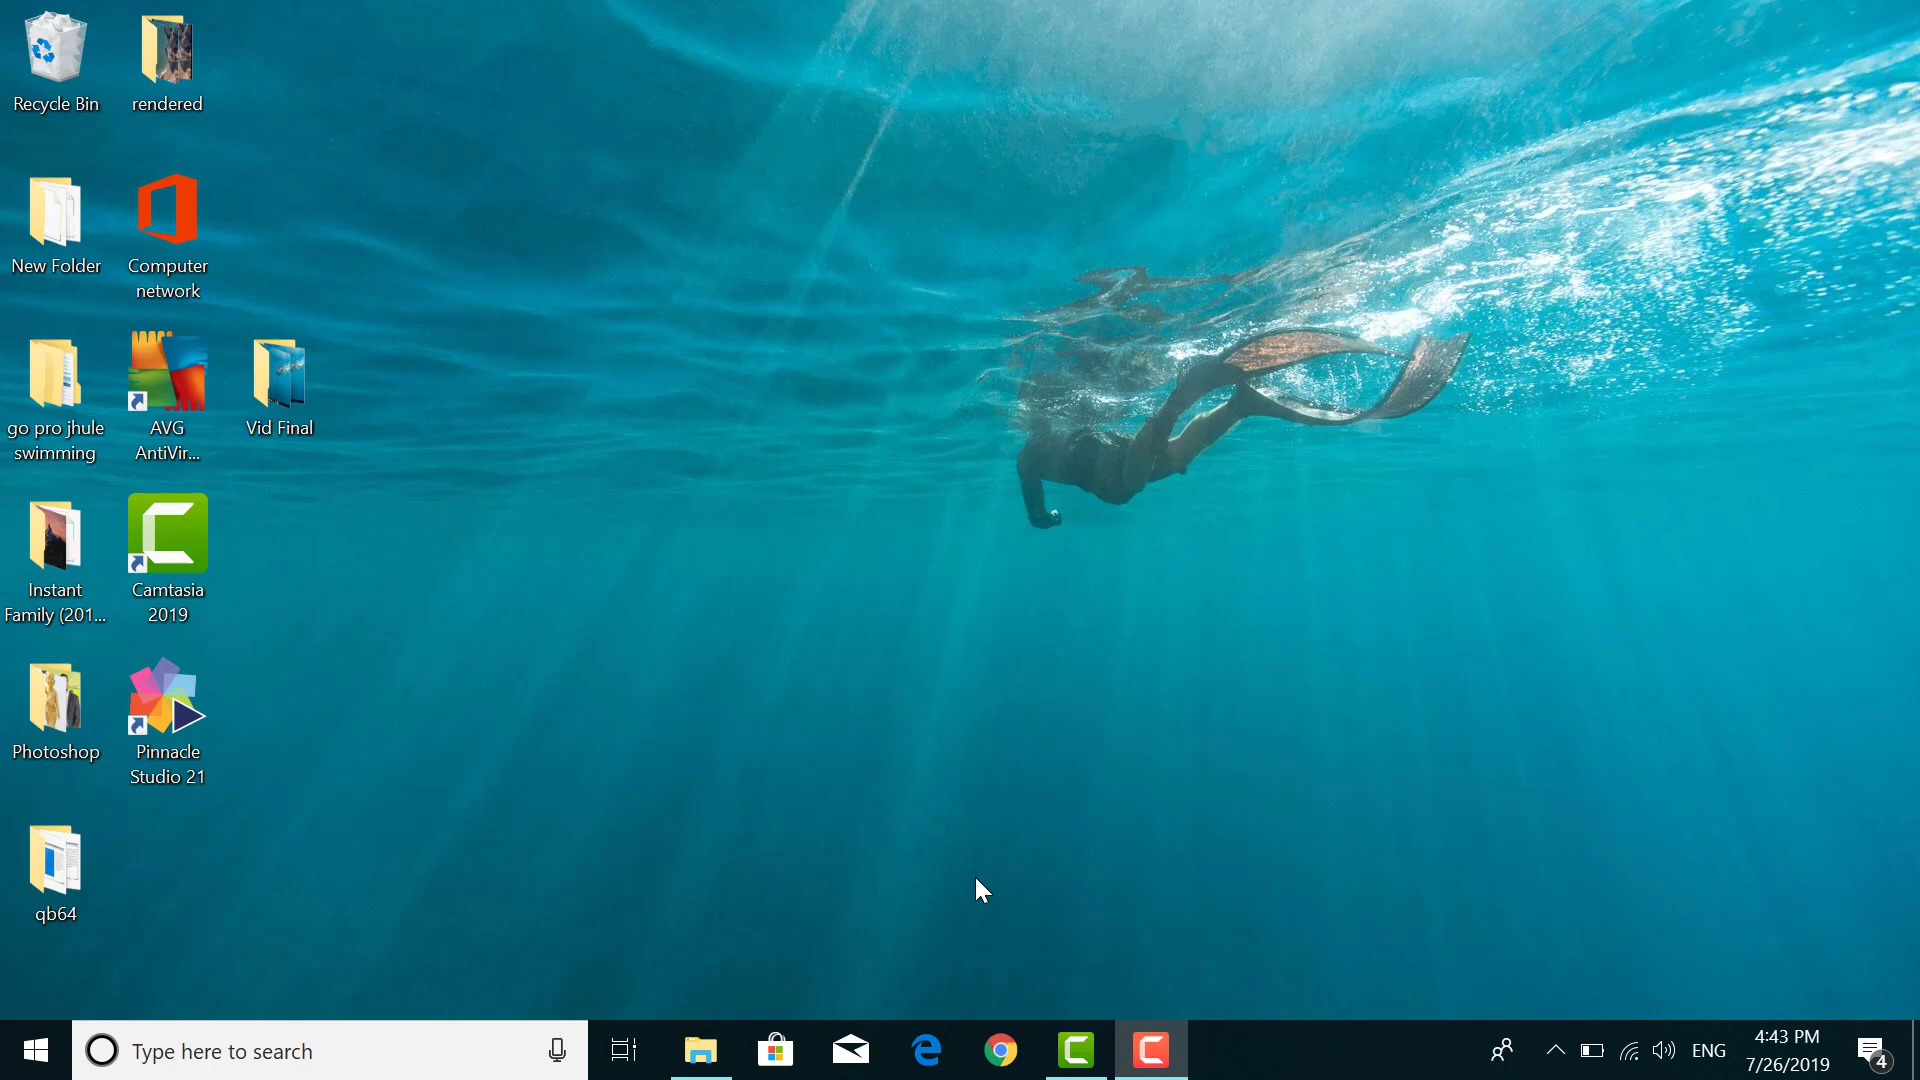 Recycle Bin
rendered
New Folder
Computer
network
go pro jhule
swimming
AVG
AntiVir...
Vid Final
Instant
Family (201...
Camtasia
2019
Photoshop
Pinnacle
Studio 21
qb64
Type here to search
ENG
4:43 PM
7/26/2019
4